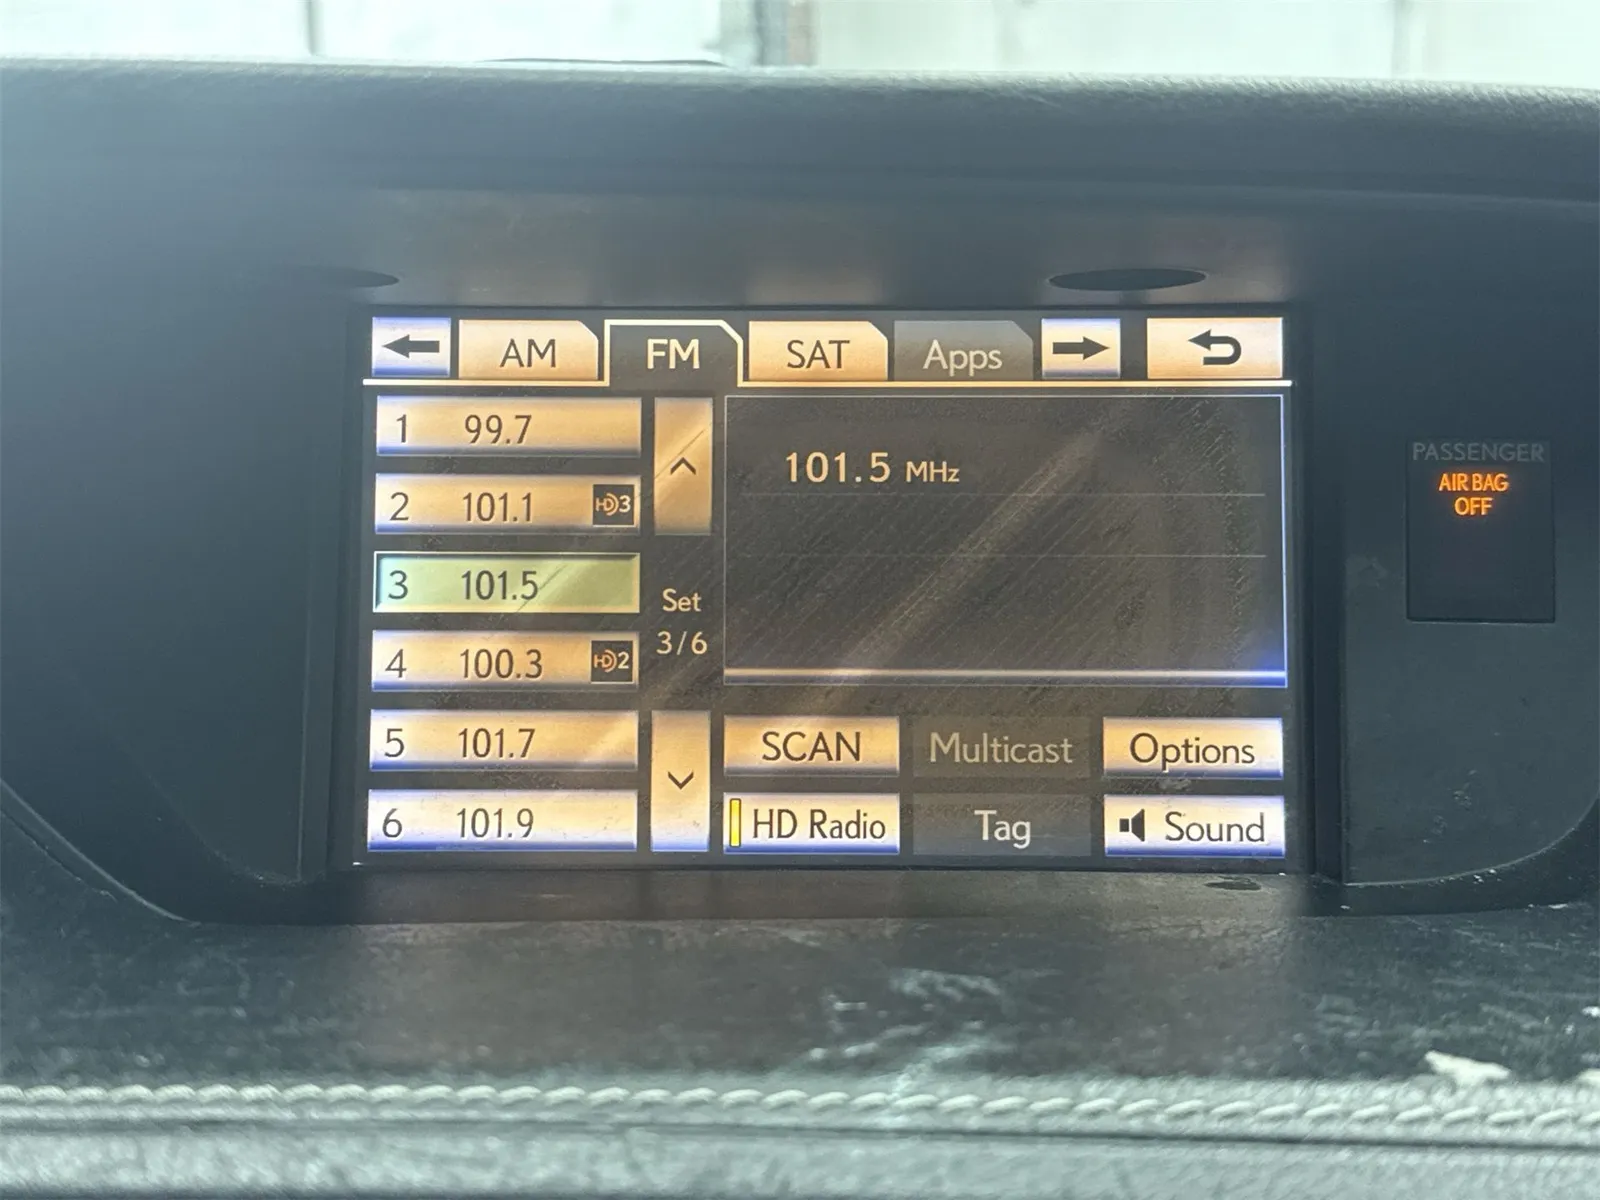 AM FM SAT Apps
1 99.7
2 101.1 HD3
3 101.5
4 100.3 HD2
5 101.7
6 101.9
Set
3/6
101.5 MHz
SCAN Multicast Options
HD Radio Tag Sound
PASSENGER
AIR BAG
OFF